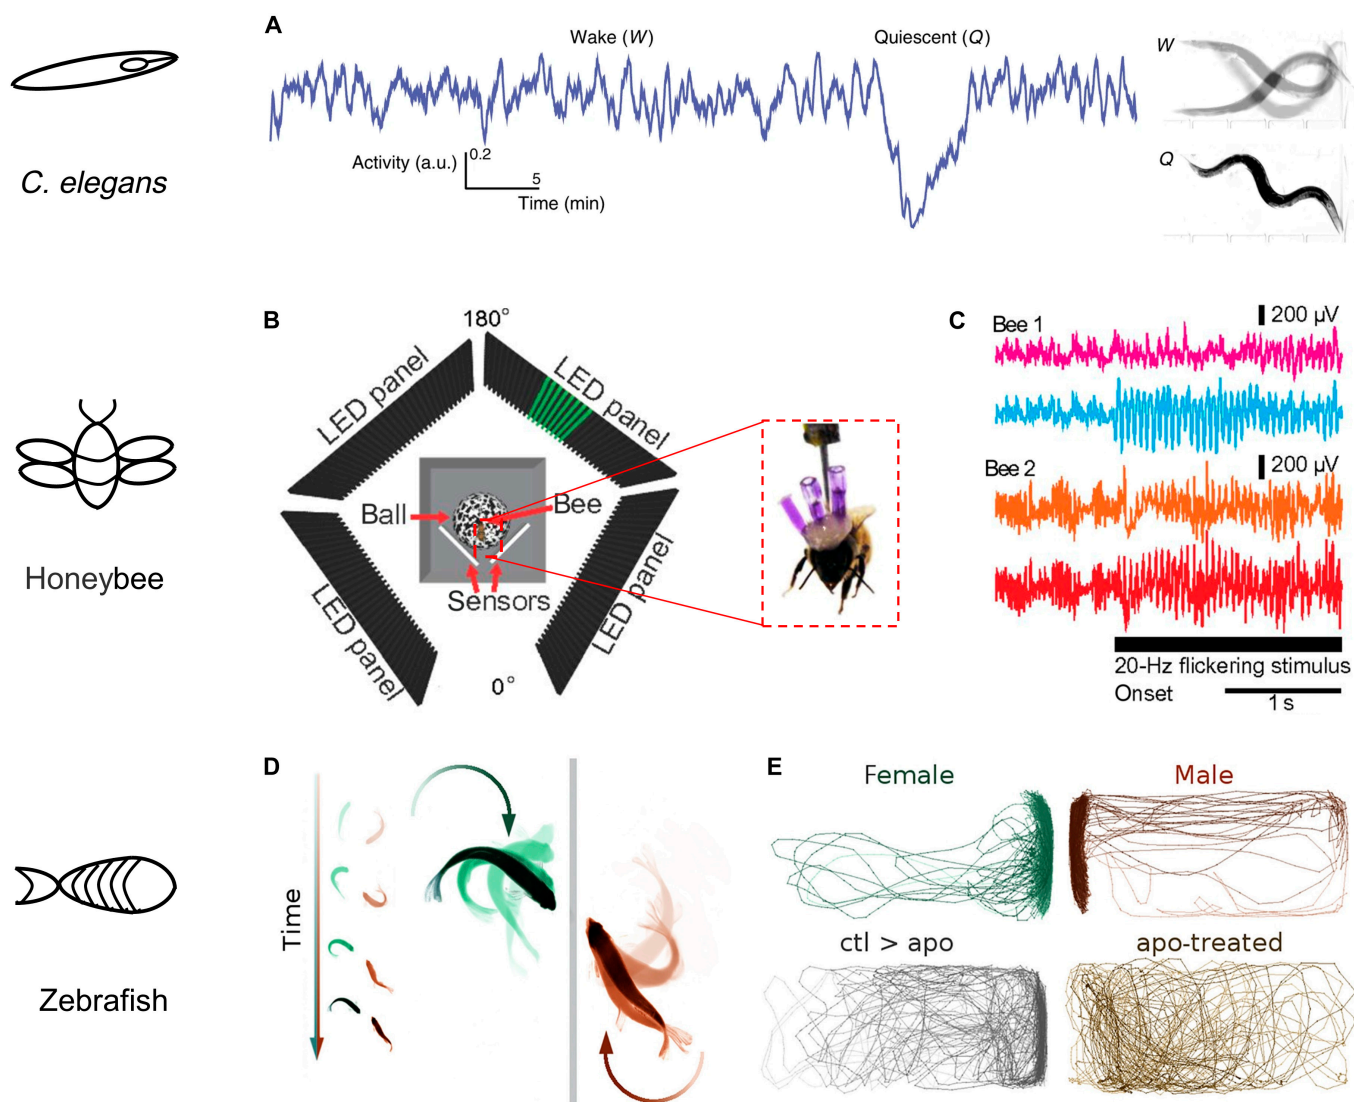 A
Wake (W)
Quiescent (Q)
W
Activity (a.u.)
0.2
5
Time (min)
Q
C. elegans
B
180°
C
Bee 1
200 µV
LED panel
LED panel
Bee 2
200 µV
Ball
Bee
Sensors
LED panel
LED panel
0°
Honeybee
20-Hz flickering stimulus
Onset
1 s
D
E
Female
Male
Time
ctl > apo
apo-treated
Zebrafish